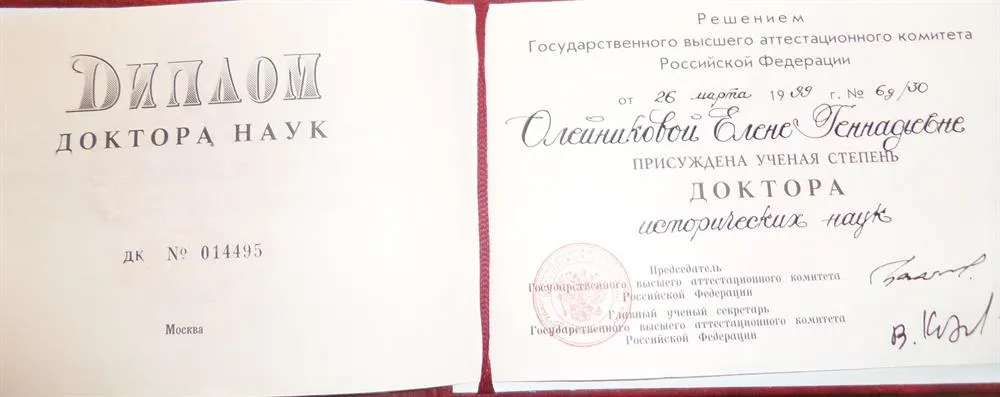 ДИПЛОМ
ДОКТОРА НАУК
ДК № 014495
Москва
Решением
Государственного высшего аттестационного комитета
Российской Федерации
от 26 марта 1999 г. № 6д/30
Олейниковой Елене Геннадьевне
ПРИСУЖДЕНА УЧЕНАЯ СТЕПЕНЬ
ДОКТОРА
исторических наук
Председатель
Государственного высшего аттестационного комитета
Российской Федерации
Главный ученый секретарь
Государственного высшего аттестационного комитета
Российской Федерации